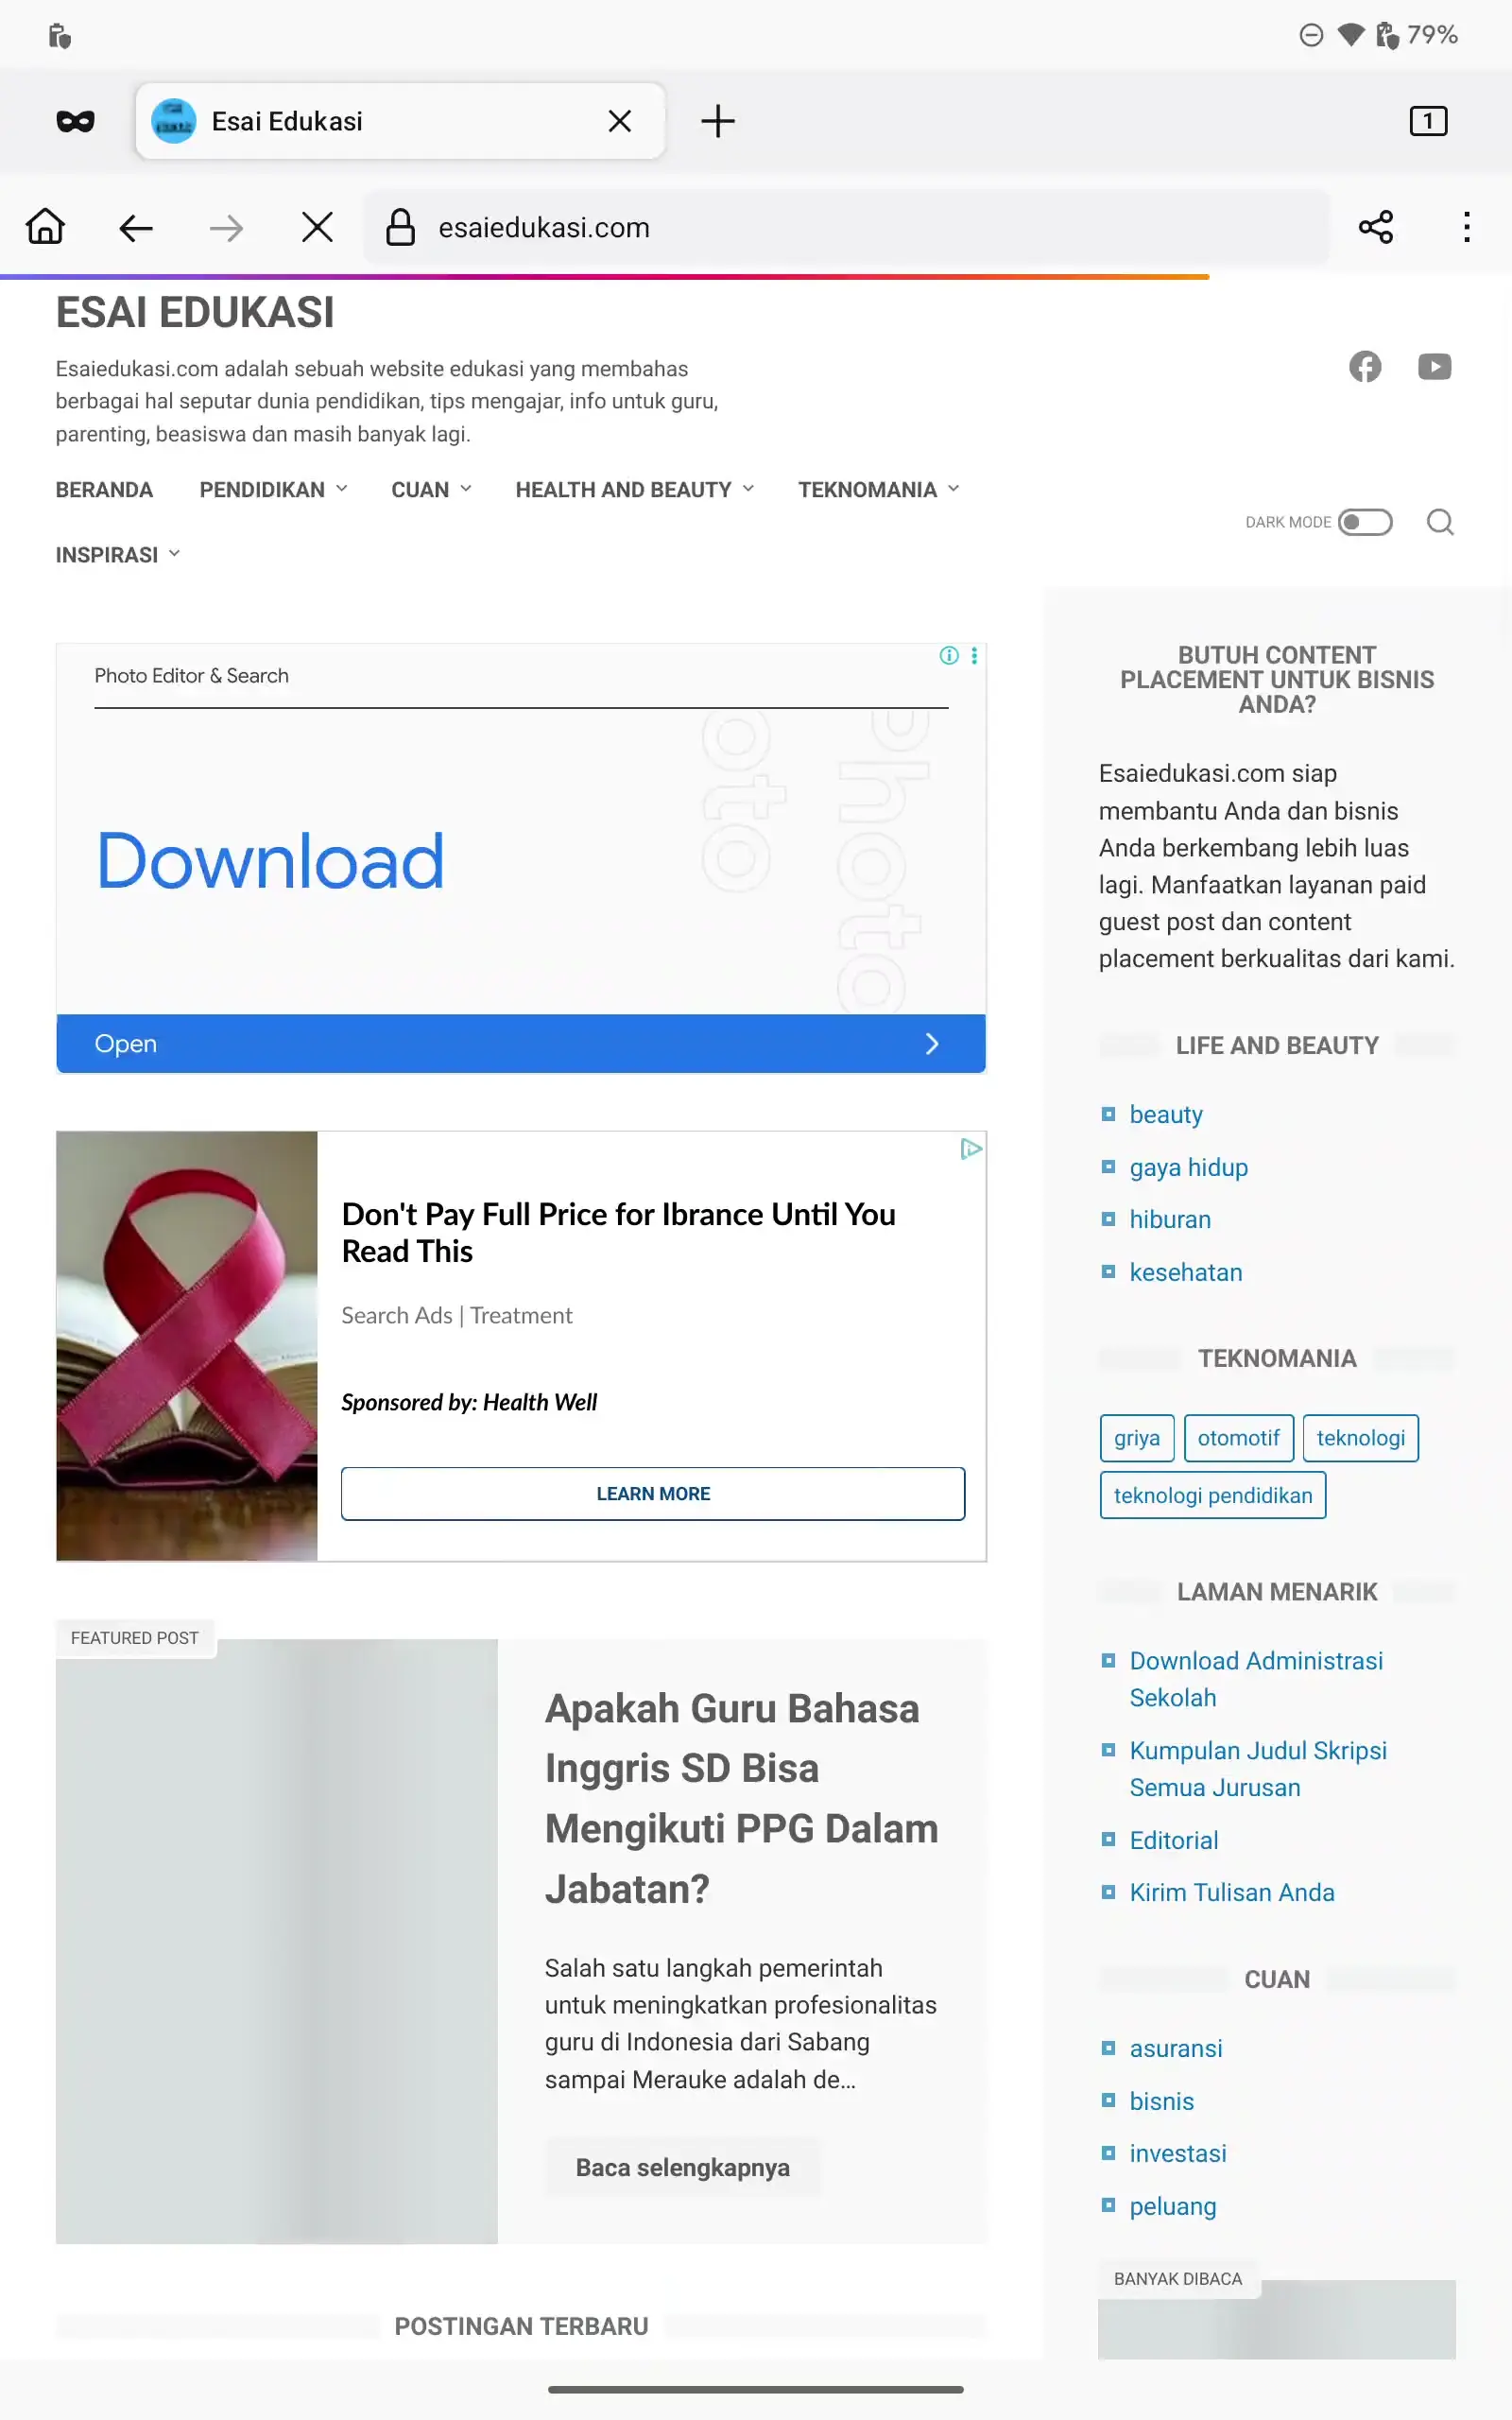 79%
Esai Edukasi
1
esaiedukasi.com
ESAI EDUKASI
Esaiedukasi.com adalah sebuah website edukasi yang membahas
berbagai hal seputar dunia pendidikan, tips mengajar, info untuk guru,
parenting, beasiswa dan masih banyak lagi.
BERANDA PENDIDIKAN CUAN HEALTH AND BEAUTY TEKNOMANIA
INSPIRASI
DARK MODE
Photo Editor & Search
Photo
oto
Download
Open
Don't Pay Full Price for Ibrance Until You
Read This
Search Ads | Treatment
Sponsored by: Health Well
LEARN MORE
FEATURED POST
Apakah Guru Bahasa
Inggris SD Bisa
Mengikuti PPG Dalam
Jabatan?
Salah satu langkah pemerintah
untuk meningkatkan profesionalitas
guru di Indonesia dari Sabang
sampai Merauke adalah de...
Baca selengkapnya
POSTINGAN TERBARU
BUTUH CONTENT
PLACEMENT UNTUK BISNIS
ANDA?
Esaiedukasi.com siap
membantu Anda dan bisnis
Anda berkembang lebih luas
lagi. Manfaatkan layanan paid
guest post dan content
placement berkualitas dari kami.
LIFE AND BEAUTY
beauty
gaya hidup
hiburan
kesehatan
TEKNOMANIA
griya otomotif teknologi
teknologi pendidikan
LAMAN MENARIK
Download Administrasi
Sekolah
Kumpulan Judul Skripsi
Semua Jurusan
Editorial
Kirim Tulisan Anda
CUAN
asuransi
bisnis
investasi
peluang
BANYAK DIBACA